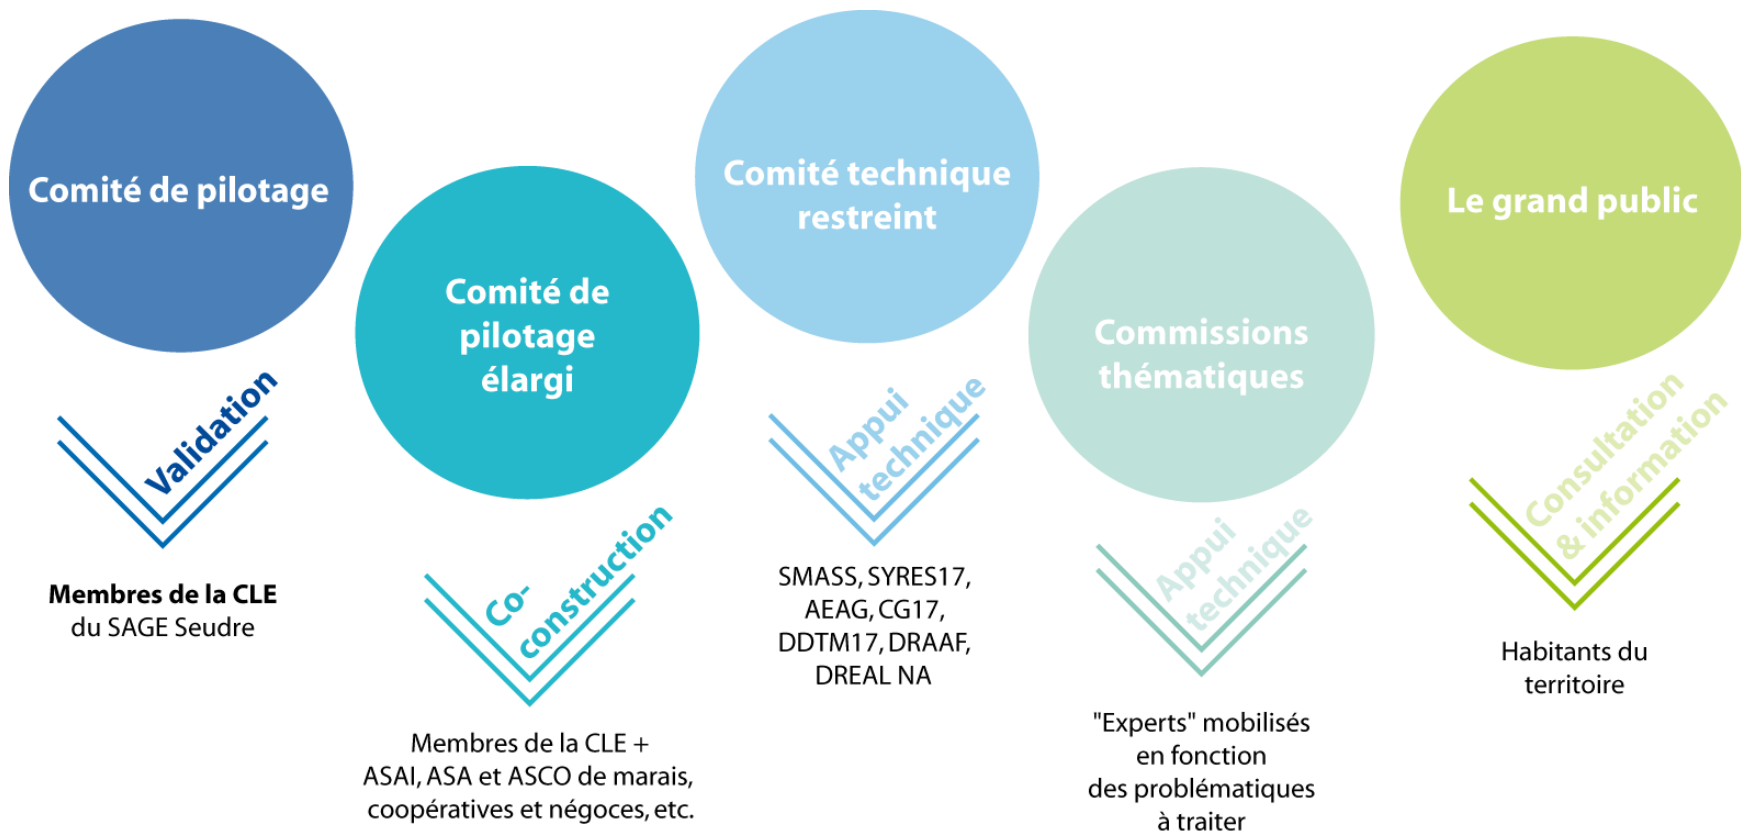 Comité de pilotage
Validation
Membres de la CLE
du SAGE Seudre
Comité de
pilotage
élargi
Co-
construction
Membres de la CLE +
ASAI, ASA et ASCO de marais,
coopératives et négoces, etc.
Comité technique
restreint
Appui
technique
SMASS, SYRES17,
AEAG, CG17,
DDTM17, DRAAF,
DREAL NA
Commissions
thématiques
Appui
technique
"Experts" mobilisés
en fonction
des problématiques
à traiter
Le grand public
Consultation
& information
Habitants du
territoire